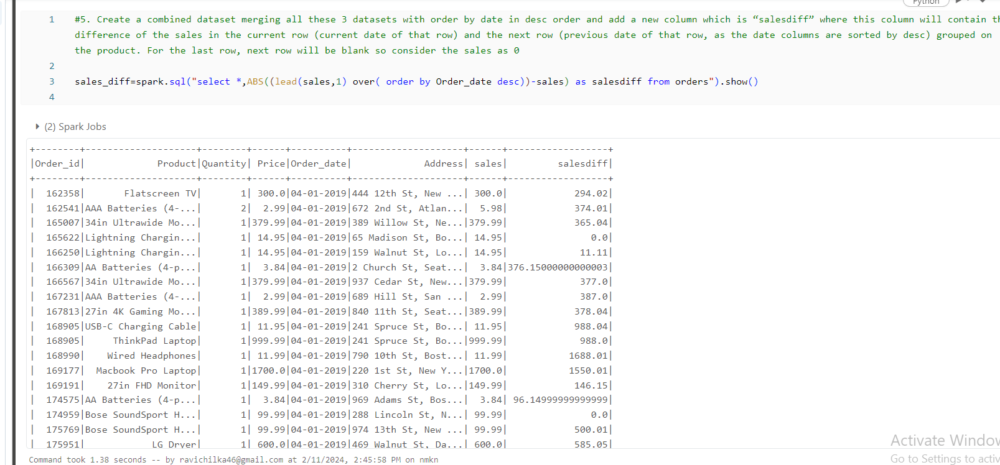 Python
1 #5. Create a combined dataset merging all these 3 datasets with order by date in desc order and add a new column which is “salesdiff” where this column will contain th
difference of the sales in the current row (current date of that row) and the next row (previous date of that row, as the date columns are sorted by desc) grouped on
the product. For the last row, next row will be blank so consider the sales as 0
2
3 sales_diff=spark.sql("select *,ABS((lead(sales,1) over( order by Order_date desc))-sales) as salesdiff from orders").show()
4
(2) Spark Jobs
+--------+--------------------+--------+------+----------+--------------------+------+------------------+
|Order_id|             Product|Quantity| Price|Order_date|             Address| sales|         salesdiff|
+--------+--------------------+--------+------+----------+--------------------+------+------------------+
|  162358|       Flatscreen TV|       1| 300.0|04-01-2019|444 12th St, New ...| 300.0|            294.02|
|  162541|AAA Batteries (4-...|       2|  2.99|04-01-2019|672 2nd St, Atlan...|  5.98|            374.01|
|  165007|34in Ultrawide Mo...|       1|379.99|04-01-2019|389 Willow St, Ne...|379.99|            365.04|
|  165622|Lightning Chargin...|       1| 14.95|04-01-2019|65 Madison St, Bo...| 14.95|               0.0|
|  166250|Lightning Chargin...|       1| 14.95|04-01-2019|159 Walnut St, Lo...| 14.95|             11.11|
|  166309|AA Batteries (4-p...|       1|  3.84|04-01-2019|2 Church St, Seat...|  3.84|376.15000000000003|
|  166567|34in Ultrawide Mo...|       1|379.99|04-01-2019|937 Cedar St, New...|379.99|             377.0|
|  167231|AAA Batteries (4-...|       1|  2.99|04-01-2019|689 Hill St, San ...|  2.99|             387.0|
|  167813|27in 4K Gaming Mo...|       1|389.99|04-01-2019|840 11th St, Seat...|389.99|            378.04|
|  168905|USB-C Charging Cable|       1| 11.95|04-01-2019|241 Spruce St, Bo...| 11.95|            988.04|
|  168905|     ThinkPad Laptop|       1|999.99|04-01-2019|241 Spruce St, Bo...|999.99|             988.0|
|  168990|    Wired Headphones|       1| 11.99|04-01-2019|790 10th St, Bost...| 11.99|           1688.01|
|  169177|  Macbook Pro Laptop|       1|1700.0|04-01-2019|220 1st St, New Y...|1700.0|           1550.01|
|  169191|    27in FHD Monitor|       1|149.99|04-01-2019|310 Cherry St, Lo...|149.99|            146.15|
|  174575|AA Batteries (4-p...|       1|  3.84|04-01-2019|969 Adams St, Bos...|  3.84| 96.14999999999999|
|  174959|Bose SoundSport H...|       1| 99.99|04-01-2019|288 Lincoln St, N...| 99.99|               0.0|
|  175769|Bose SoundSport H...|       1| 99.99|04-01-2019|974 13th St, New ...| 99.99|            500.01|
|  175951|            LG Dryer|       1| 600.0|04-01-2019|469 Walnut St, Da...| 600.0|            585.05|
Activate Window
Command took 1.38 seconds -- by ravichilka46@gmail.com at 2/11/2024, 2:45:58 PM on nmkn
Go to Settings to activ